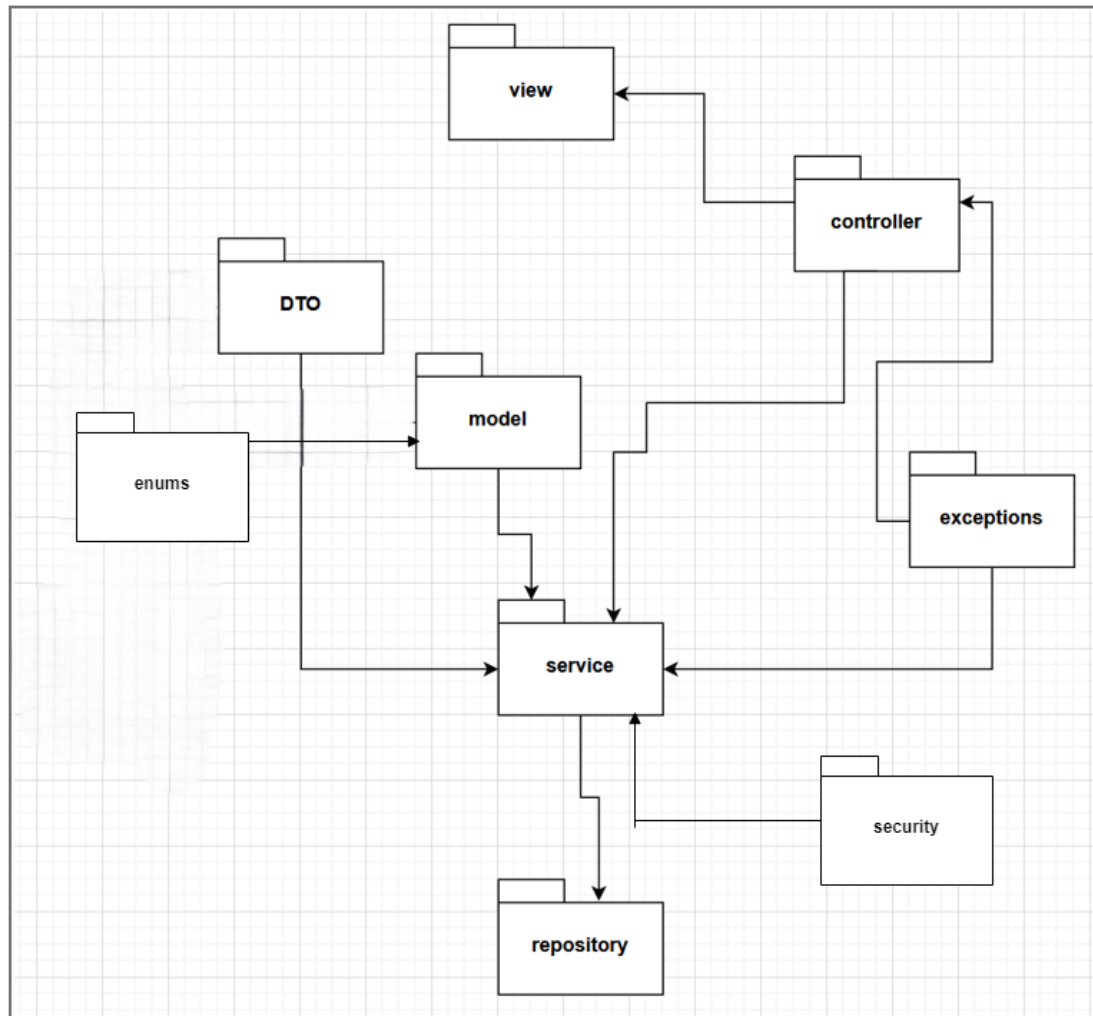 view
controller
DTO
model
enums
exceptions
service
security
repository